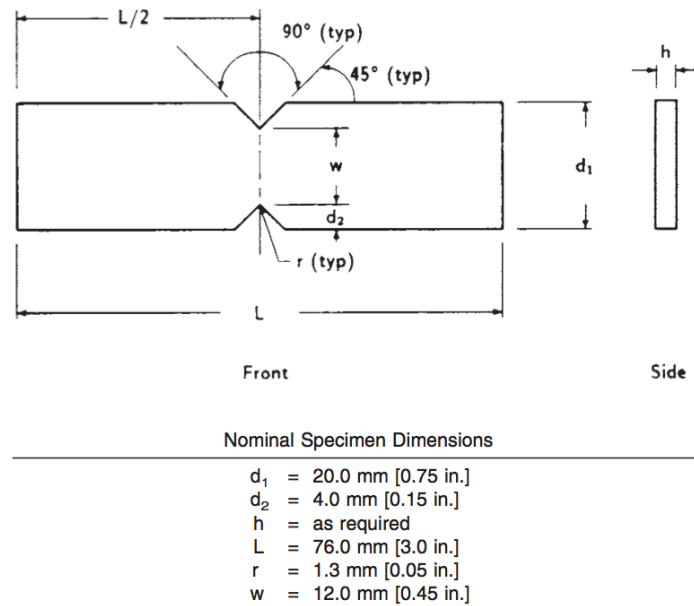 L/2
90° (typ)
45° (typ)
h
w
d₁
d₂
r (typ)
L
Front
Side
Nominal Specimen Dimensions
d₁ = 20.0 mm [0.75 in.]
d₂ = 4.0 mm [0.15 in.]
h = as required
L = 76.0 mm [3.0 in.]
r = 1.3 mm [0.05 in.]
w = 12.0 mm [0.45 in.]